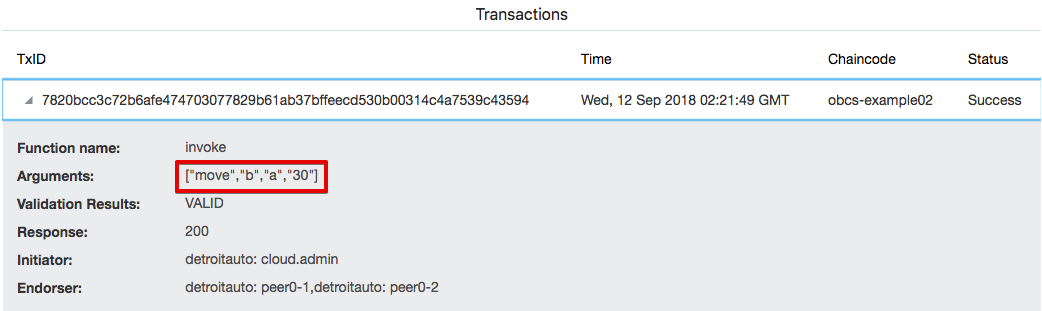 Transactions
TxID Time Chaincode Status
7820bcc3c72b6afe474703077829b61ab37bffeecd530b00314c4a7539c43594 Wed, 12 Sep 2018 02:21:49 GMT obcs-example02 Success
Function name: invoke
Arguments: ["move","b","a","30"]
Validation Results: VALID
Response: 200
Initiator: detroitauto: cloud.admin
Endorser: detroitauto: peer0-1,detroitauto: peer0-2